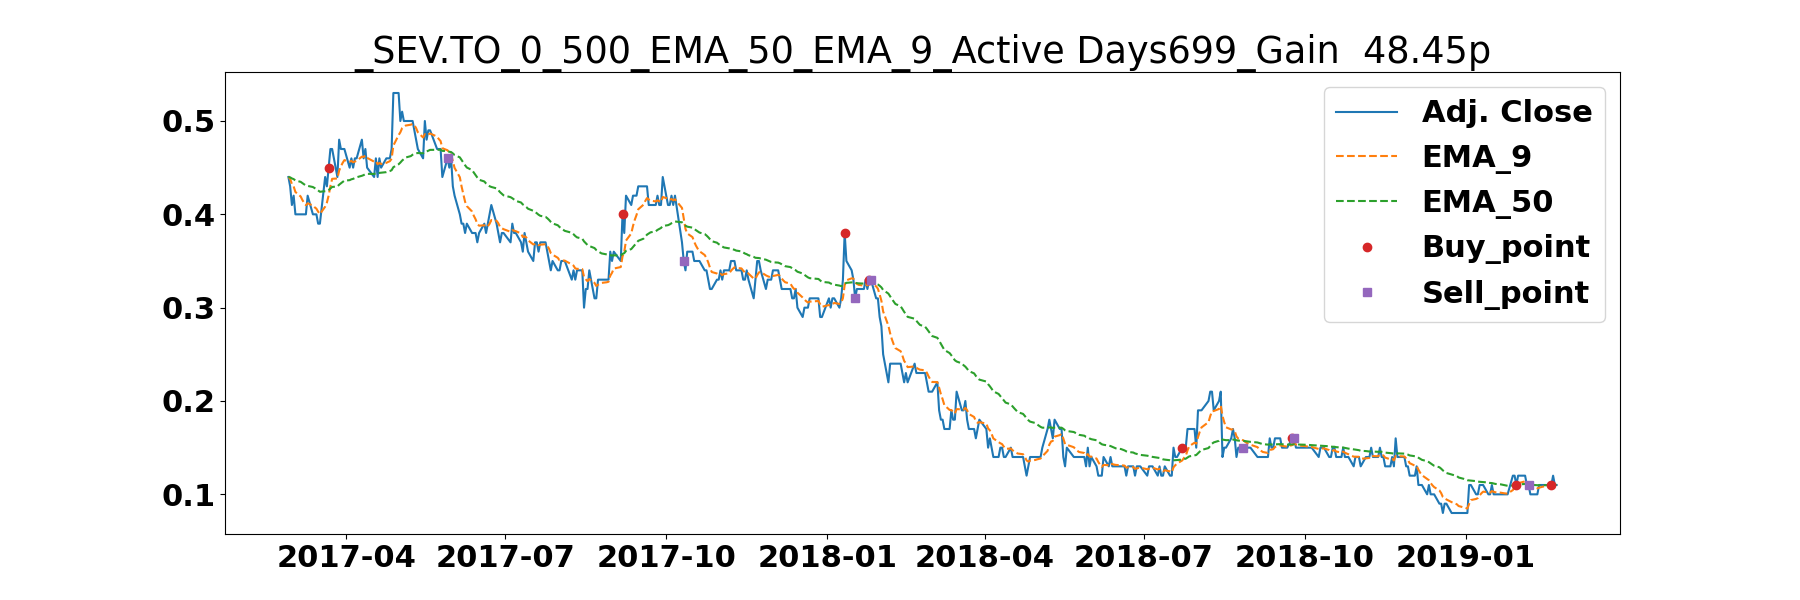 _SEV.TO_0_500_EMA_50_EMA_9_Active Days699_Gain  48.45p
Adj. Close
EMA_9
EMA_50
Buy_point
Sell_point
0.5
0.4
0.3
0.2
0.1
2017-04 2017-07 2017-10 2018-01 2018-04 2018-07 2018-10 2019-01